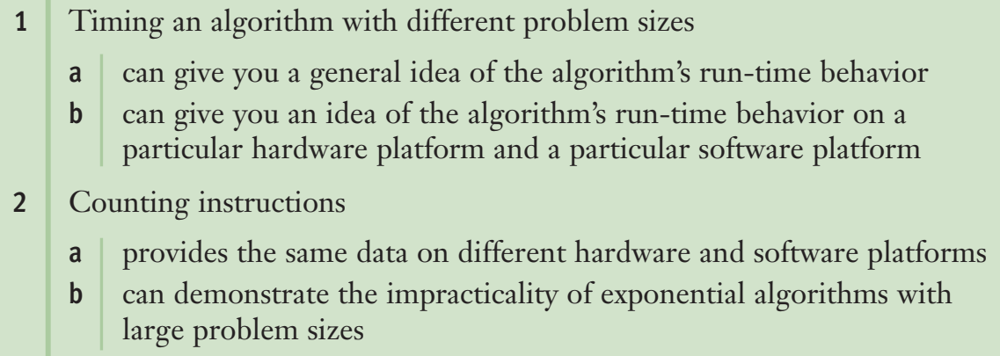 1 Timing an algorithm with different problem sizes
a can give you a general idea of the algorithm’s run-time behavior
b can give you an idea of the algorithm’s run-time behavior on a
particular hardware platform and a particular software platform
2 Counting instructions
a provides the same data on different hardware and software platforms
b can demonstrate the impracticality of exponential algorithms with
large problem sizes